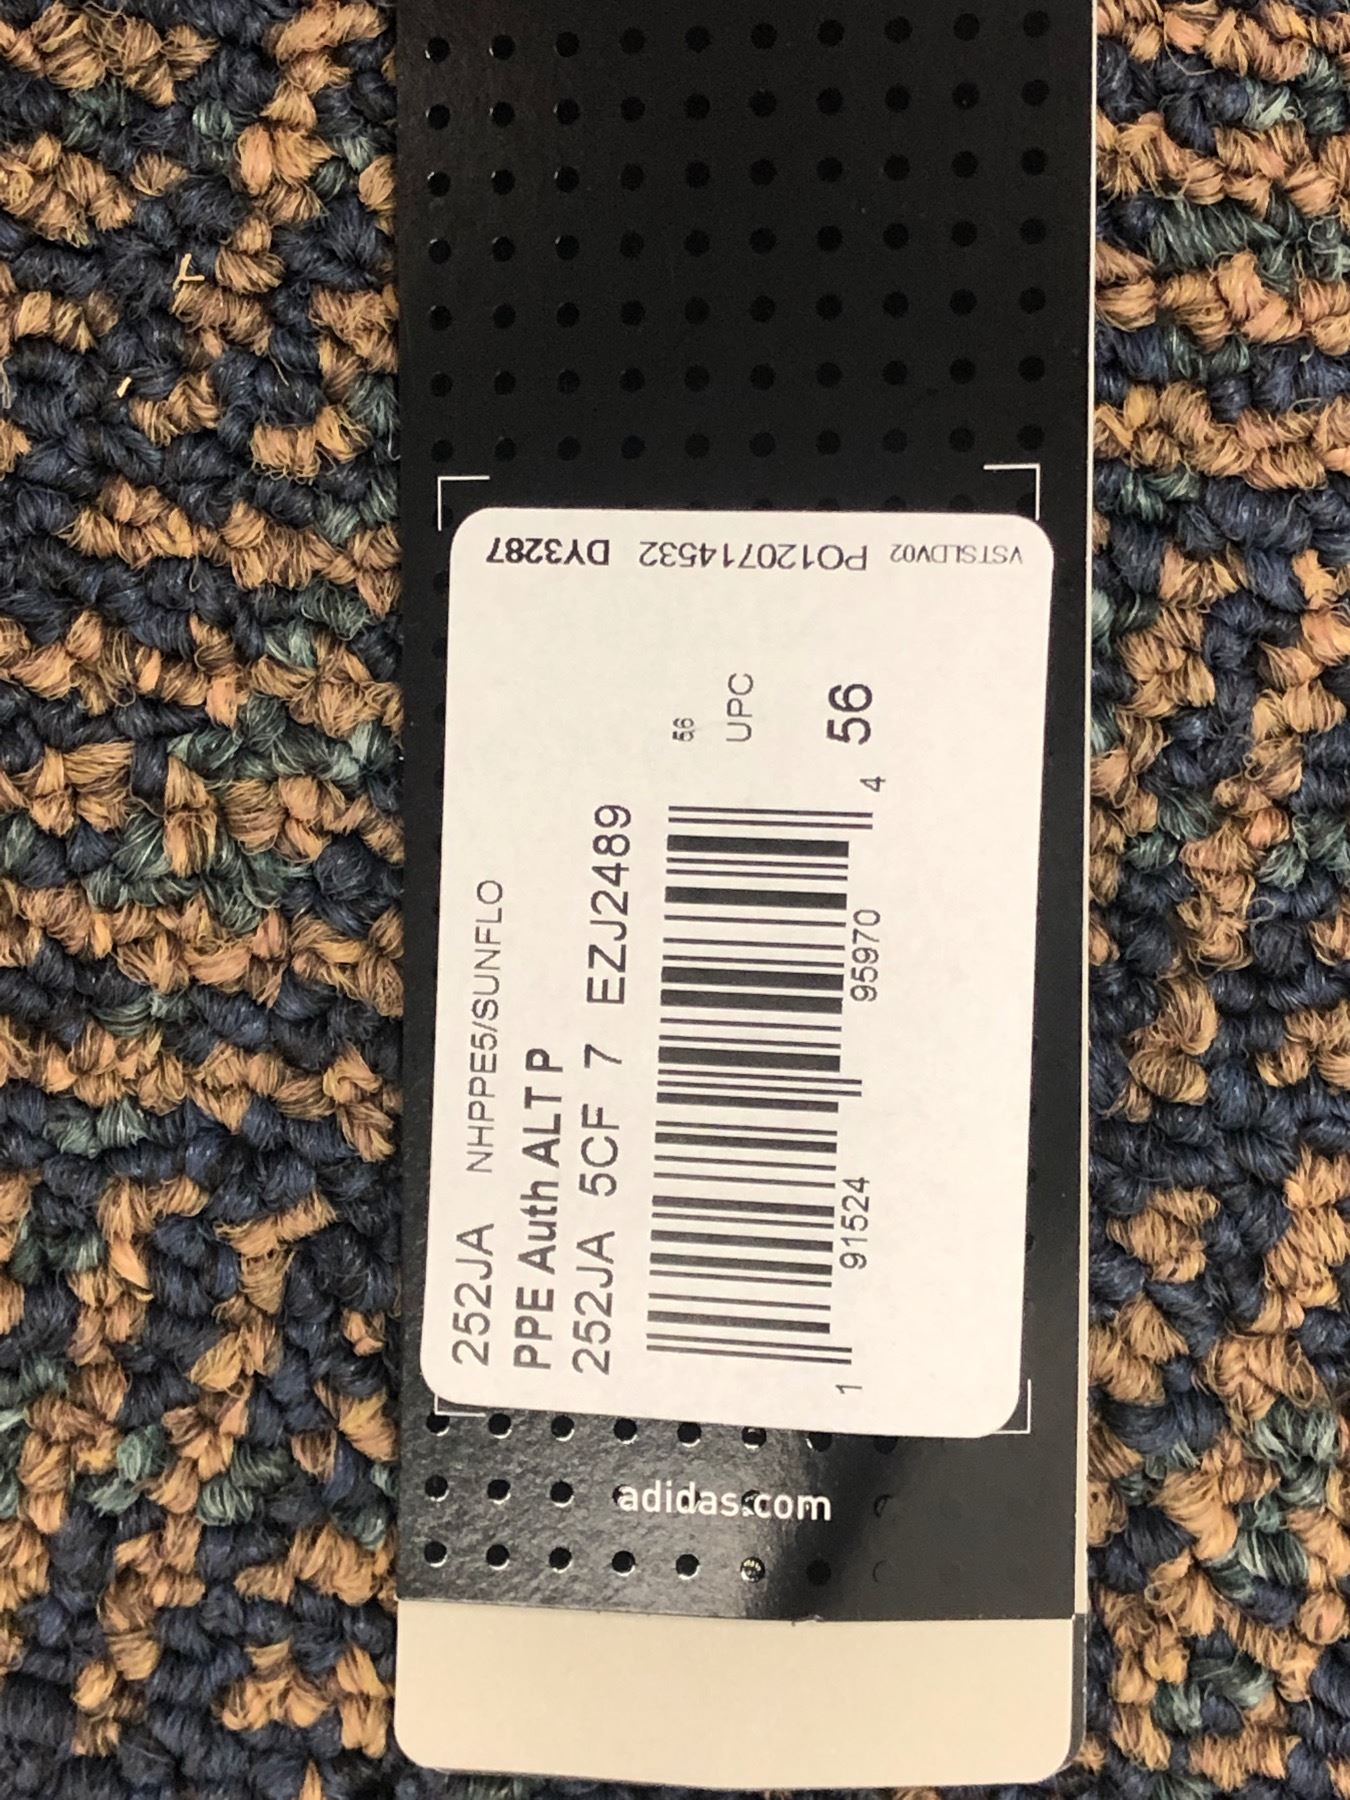 252JA NHPPE5/SUNFLO
PPE Auth ALT P
252JA 5CF 7 EZJ2489
56
UPC
56
1 91524 95970 4
DY3287 PO120714532 VSTSLDV02
adidas.com